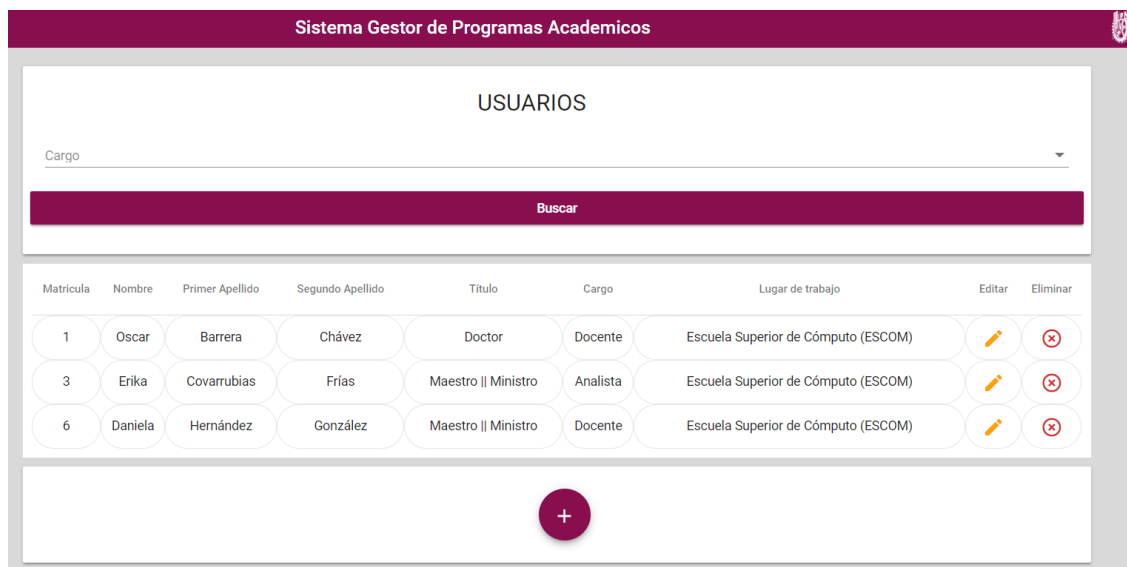 Sistema Gestor de Programas Academicos
USUARIOS
Cargo
Buscar
Matricula Nombre Primer Apellido Segundo Apellido Título Cargo Lugar de trabajo Editar Eliminar
1 Oscar Barrera Chávez Doctor Docente Escuela Superior de Cómputo (ESCOM)
3 Erika Covarrubias Frías Maestro || Ministro Analista Escuela Superior de Cómputo (ESCOM)
6 Daniela Hernández González Maestro || Ministro Docente Escuela Superior de Cómputo (ESCOM)
+